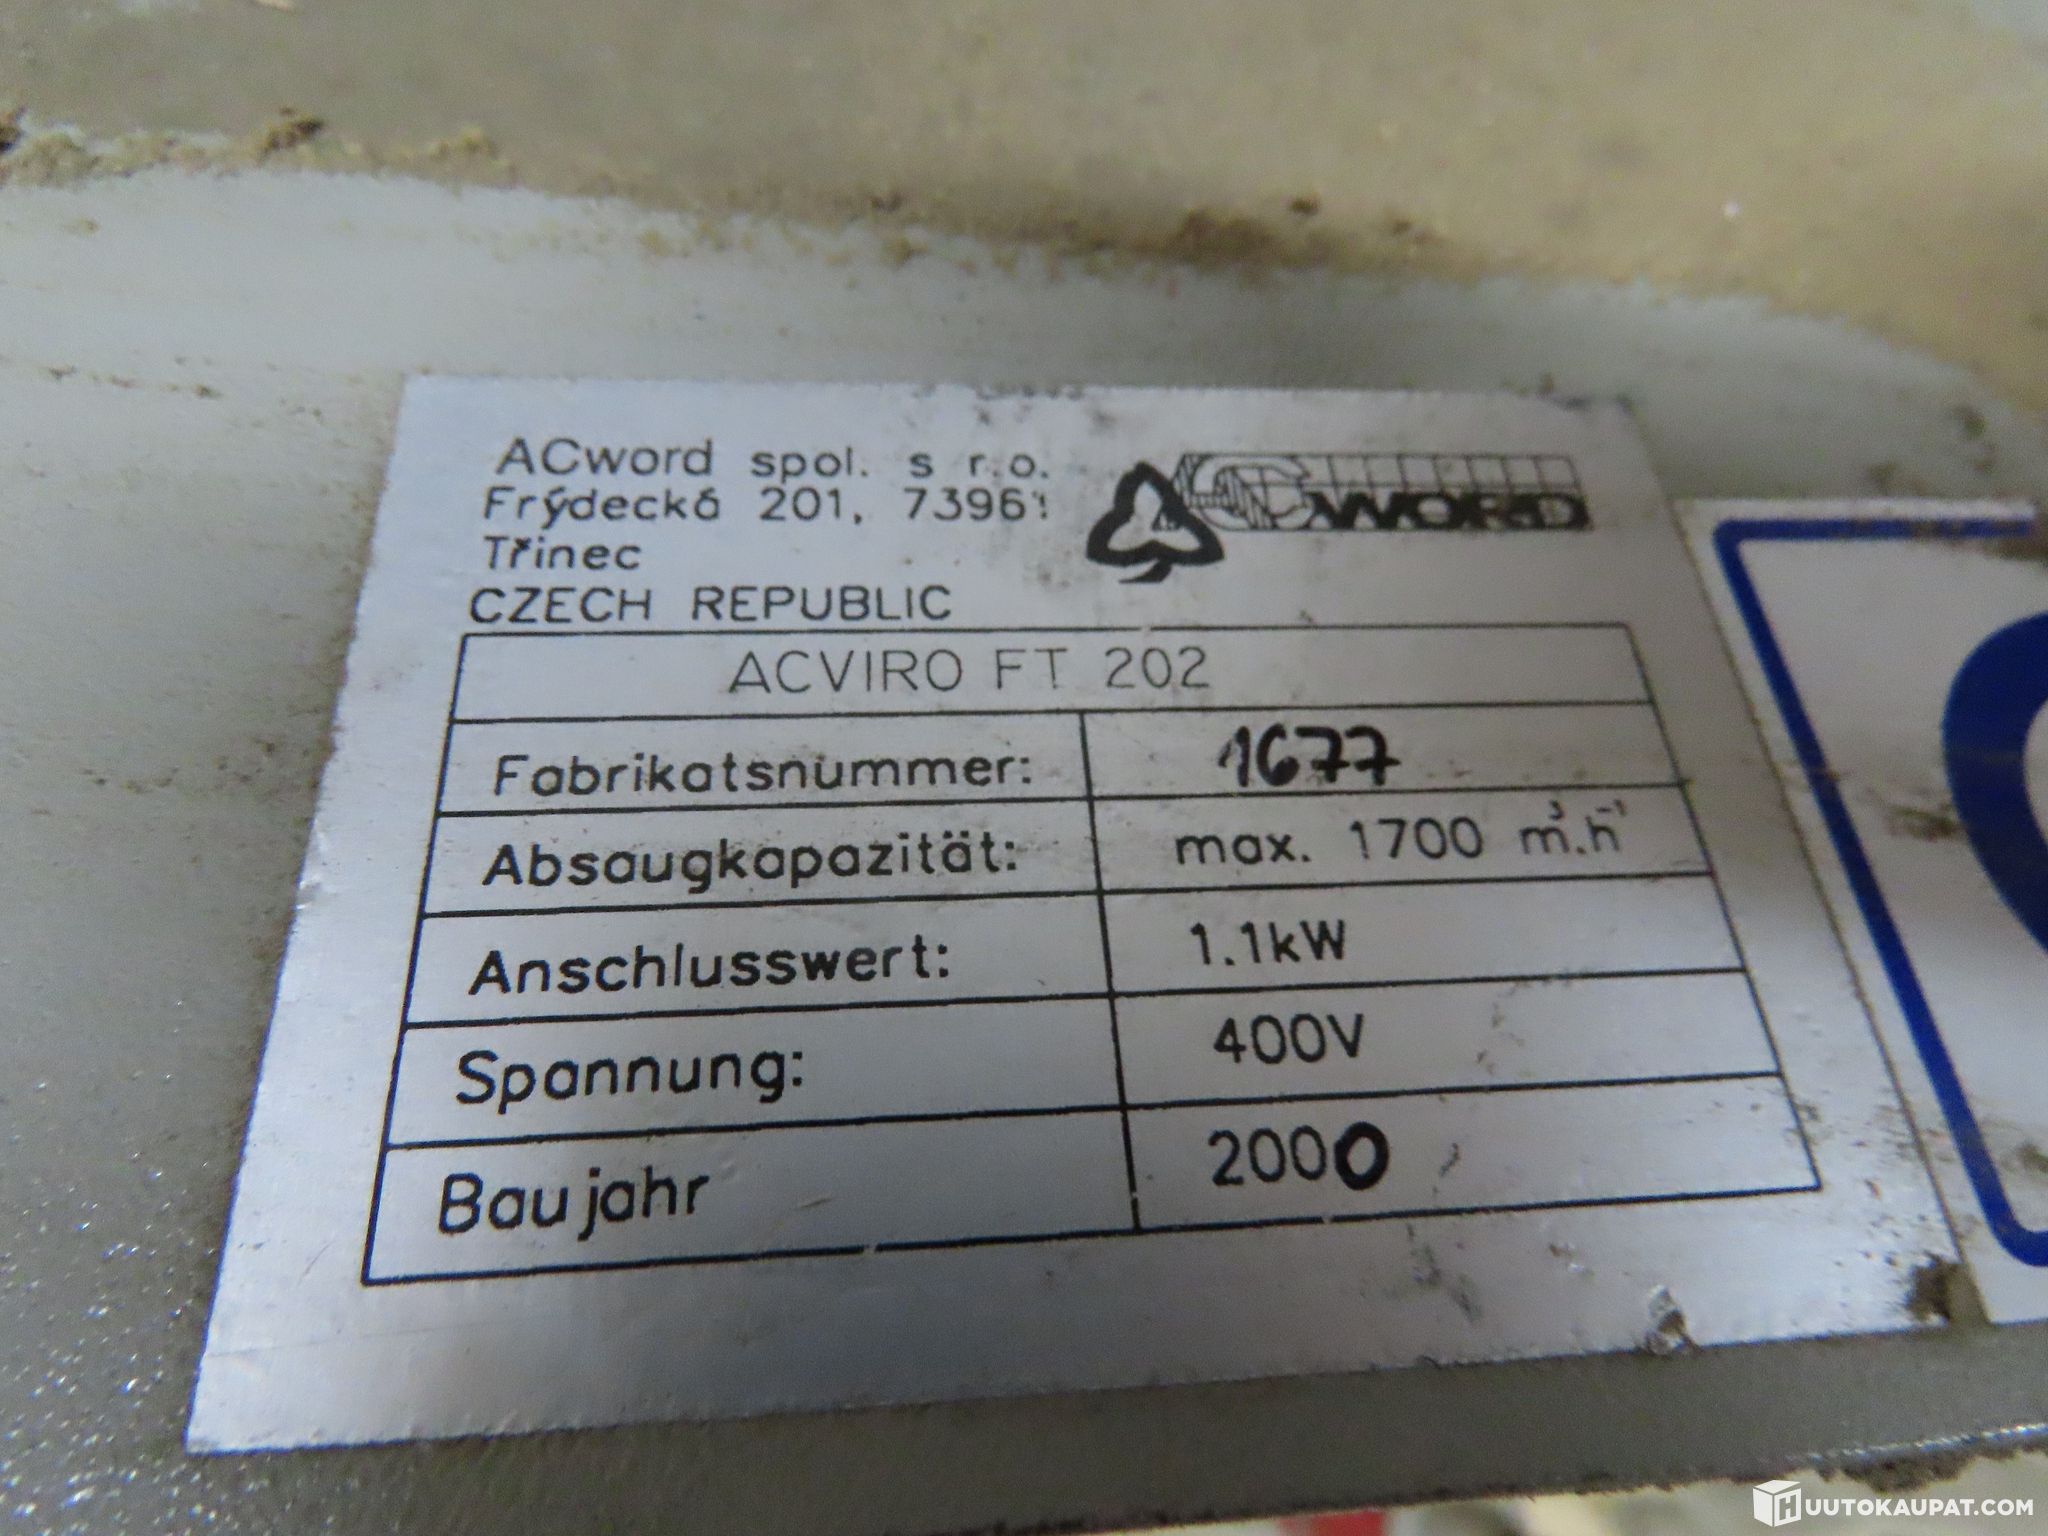 ACword spol. s r.o.
Frýdecká 201, 73961
Třinec
CZECH REPUBLIC
ACWORD
ACVIRO FT 202
Fabrikatsnummer: 1677
Absaugkapazität: max. 1700 m³.h⁻¹
Anschlusswert: 1.1kW
Spannung: 400V
Baujahr 2000
HUUTOKAUPAT.COM